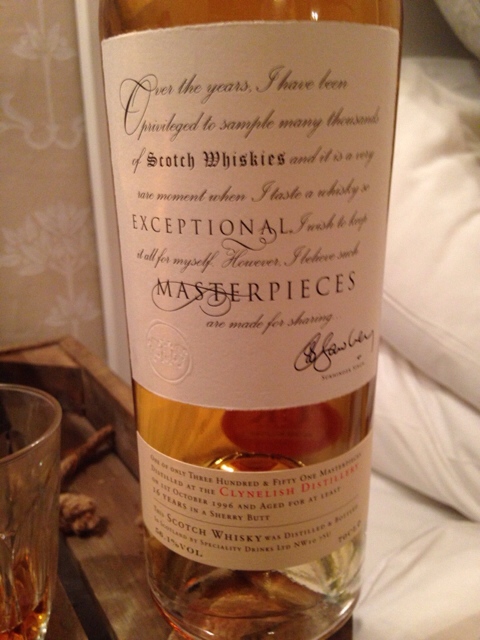 Over the years, I have been
privileged to sample many thousands
of Scotch Whiskies and it is a very
rare moment when I taste a whisky so
EXCEPTIONAL, I wish to keep
it all for myself. However, I believe such
MASTERPIECES
are made for sharing.
ONE OF ONLY THREE HUNDRED & FIFTY ONE MASTERPIECES
DISTILLED AT THE CLYNELISH DISTILLERY
ON 1ST OCTOBER 1996 AND AGED FOR AT LEAST
16 YEARS IN A SHERRY BUTT
THIS SCOTCH WHISKY WAS DISTILLED & BOTTLED
IN SCOTLAND BY SPECIALITY DRINKS LTD NW10 7SU
VOL 70CL